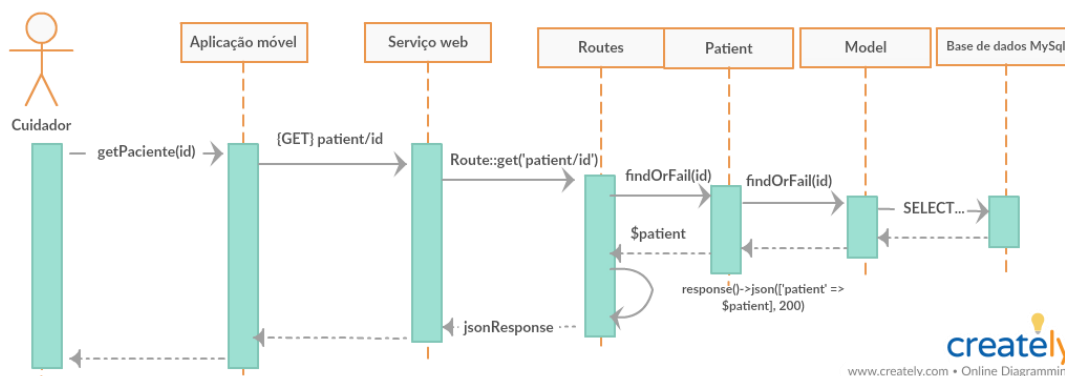 Aplicação móvel
Serviço web
Routes
Patient
Model
Base de dados MySql
Cuidador
getPaciente(id)
{GET} patient/id
Route::get('patient/id')
findOrFail(id)
findOrFail(id)
SELECT...
$patient
response()->json(['patient' =>
$patient], 200)
jsonResponse
creately
www.creately.com • Online Diagramming